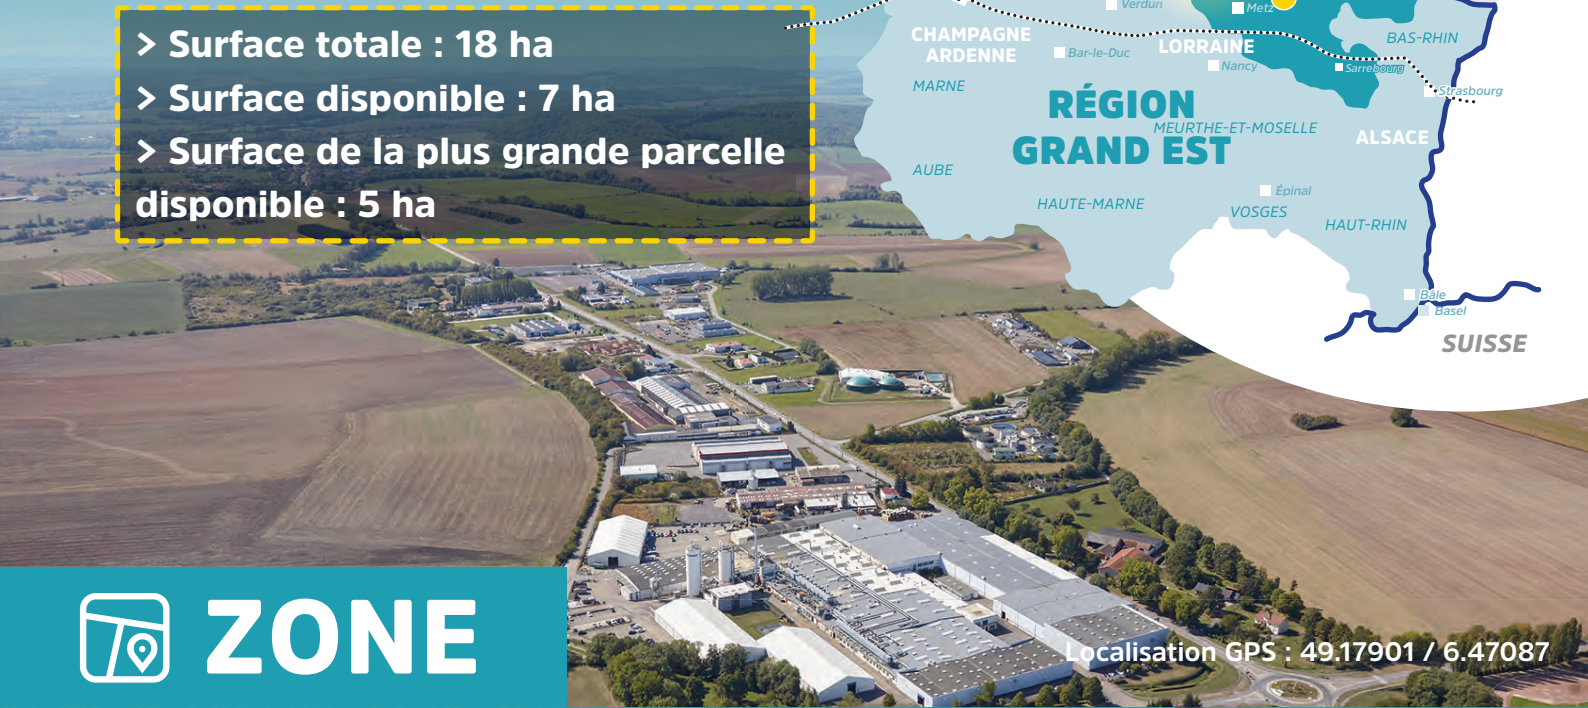 > Surface totale : 18 ha
> Surface disponible : 7 ha
> Surface de la plus grande parcelle
disponible : 5 ha
Verdun
Metz
CHAMPAGNE
ARDENNE
Bar-le-Duc
LORRAINE
Nancy
BAS-RHIN
Sarrebourg
Strasbourg
MARNE
RÉGION
GRAND EST
MEURTHE-ET-MOSELLE
ALSACE
AUBE
Épinal
HAUTE-MARNE
VOSGES
HAUT-RHIN
Bâle
Basel
SUISSE
ZONE
Localisation GPS : 49.17901 / 6.47087